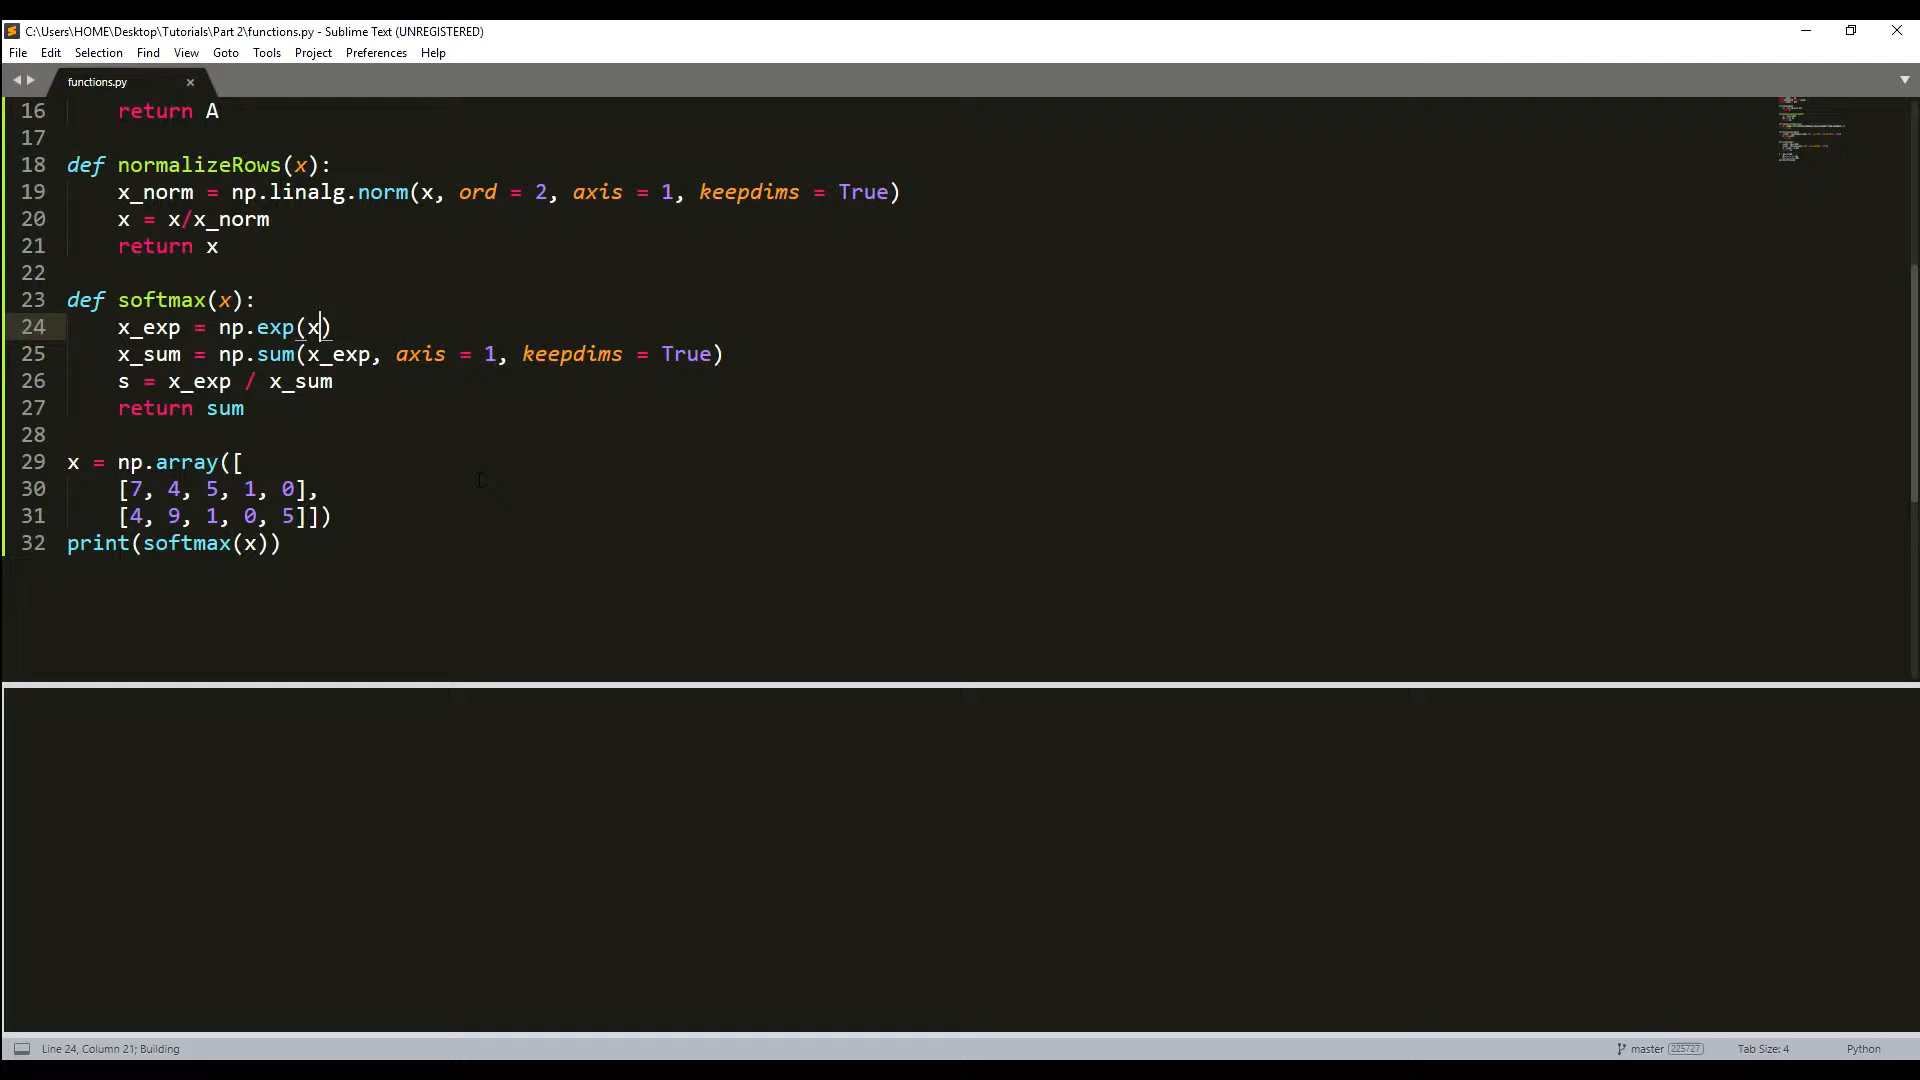 C:\Users\HOME\Desktop\Tutorials\Part 2\functions.py - Sublime Text (UNREGISTERED)
File Edit Selection Find View Goto Tools Project Preferences Help
functions.py
16     return A
17
18 def normalizeRows(x):
19     x_norm = np.linalg.norm(x, ord = 2, axis = 1, keepdims = True)
20     x = x/x_norm
21     return x
22
23 def softmax(x):
24     x_exp = np.exp(x)
25     x_sum = np.sum(x_exp, axis = 1, keepdims = True)
26     s = x_exp / x_sum
27     return sum
28
29 x = np.array([
30     [7, 4, 5, 1, 0],
31     [4, 9, 1, 0, 5]])
32 print(softmax(x))
Line 24, Column 21; Building master 225727 Tab Size: 4 Python